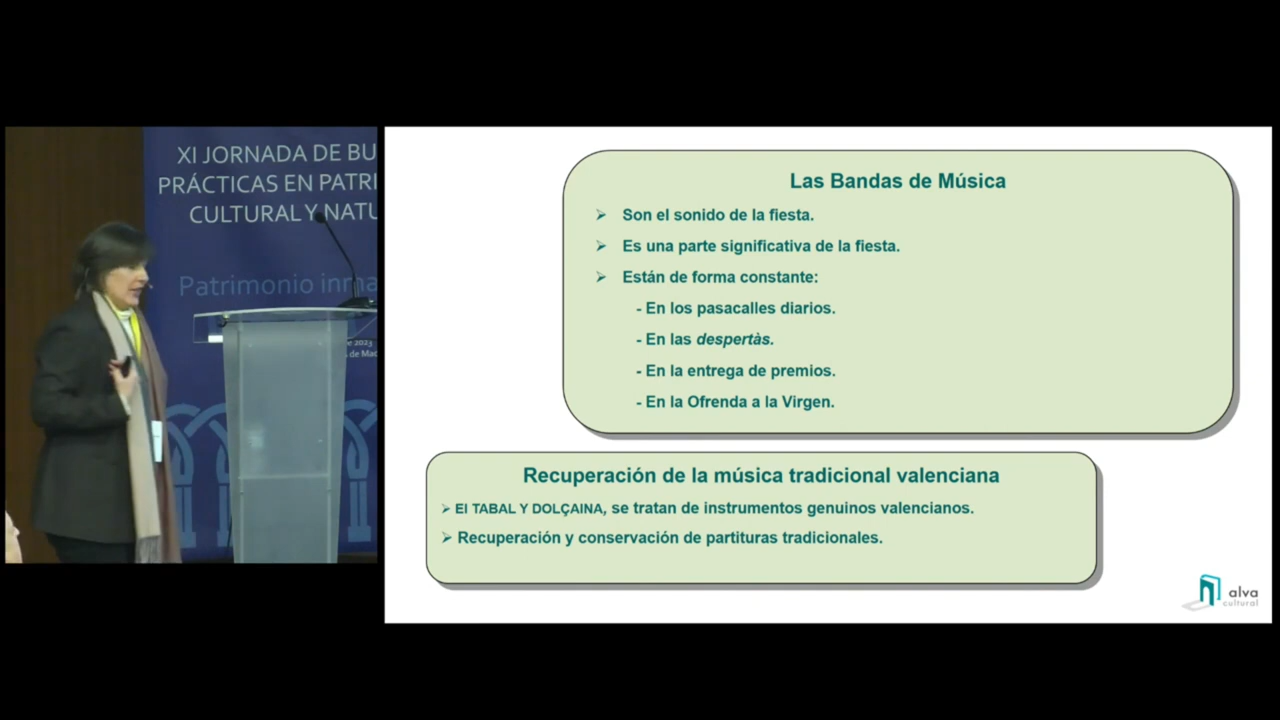 XI JORNADA DE BU
PRÁCTICAS EN PATRI
CULTURAL Y NATU
Patrimonio inma
e 2023
de Mad
Las Bandas de Música
➢ Son el sonido de la fiesta.
➢ Es una parte significativa de la fiesta.
➢ Están de forma constante:
- En los pasacalles diarios.
- En las despertàs.
- En la entrega de premios.
- En la Ofrenda a la Virgen.
Recuperación de la música tradicional valenciana
➢ El TABAL Y DOLÇAINA, se tratan de instrumentos genuinos valencianos.
➢ Recuperación y conservación de partituras tradicionales.
alva
cultural